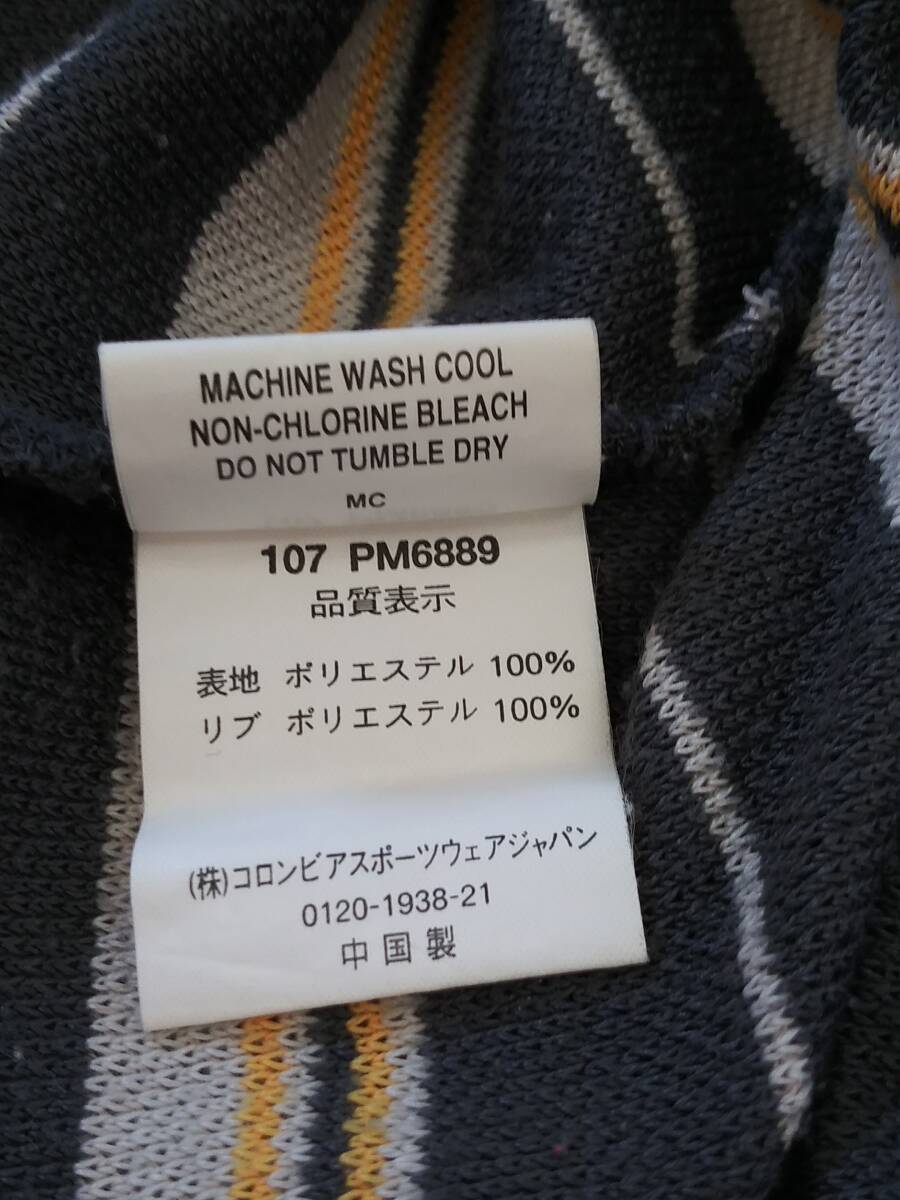 MACHINE WASH COOL
NON-CHLORINE BLEACH
DO NOT TUMBLE DRY
MC
107 PM6889
品質表示
表地 ポリエステル 100%
リブ ポリエステル 100%
(株)コロンビアスポーツウェアジャパン
0120-1938-21
中国製